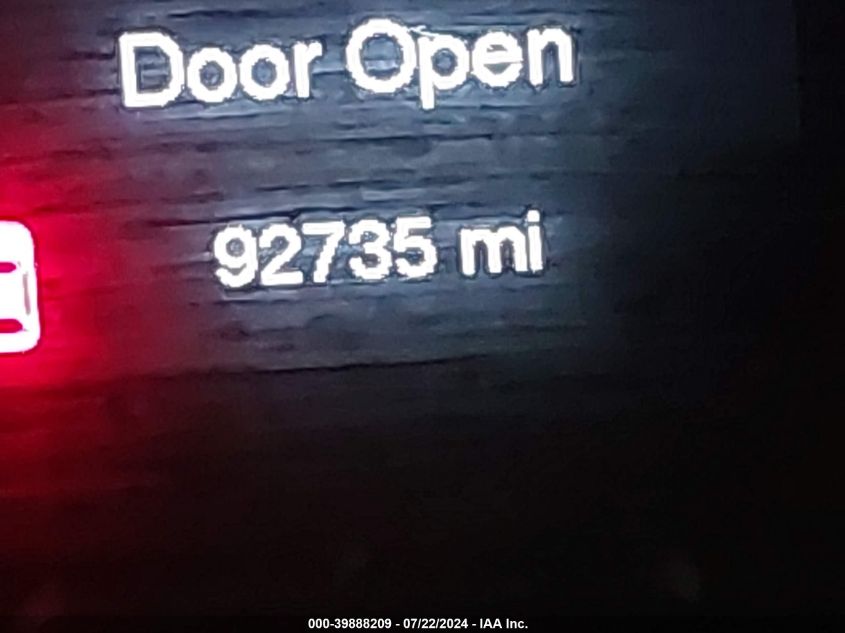 Door Open
92735 mi
000-39888209 - 07/22/2024 - IAA Inc.